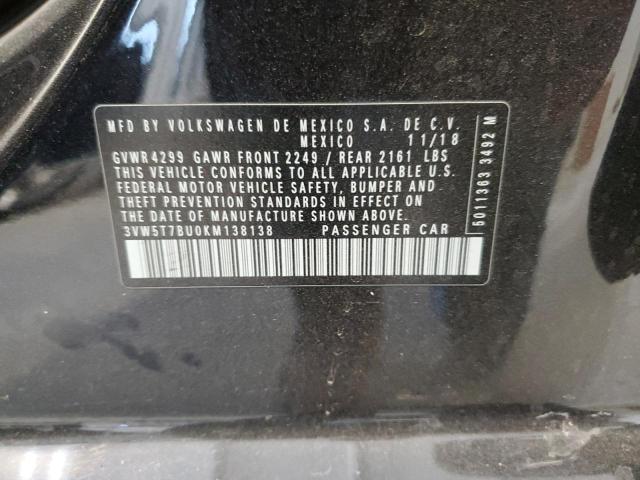 MFD BY VOLKSWAGEN DE MEXICO S.A. DE C.V.
MEXICO 11/18
GVWR 4299 GAWR FRONT 2249 / REAR 2161 LBS
THIS VEHICLE CONFORMS TO ALL APPLICABLE U.S.
FEDERAL MOTOR VEHICLE SAFETY, BUMPER AND
THEFT PREVENTION STANDARDS IN EFFECT ON
THE DATE OF MANUFACTURE SHOWN ABOVE.
3VW5T7BU0KM138138 PASSENGER CAR
6011363 3492 M